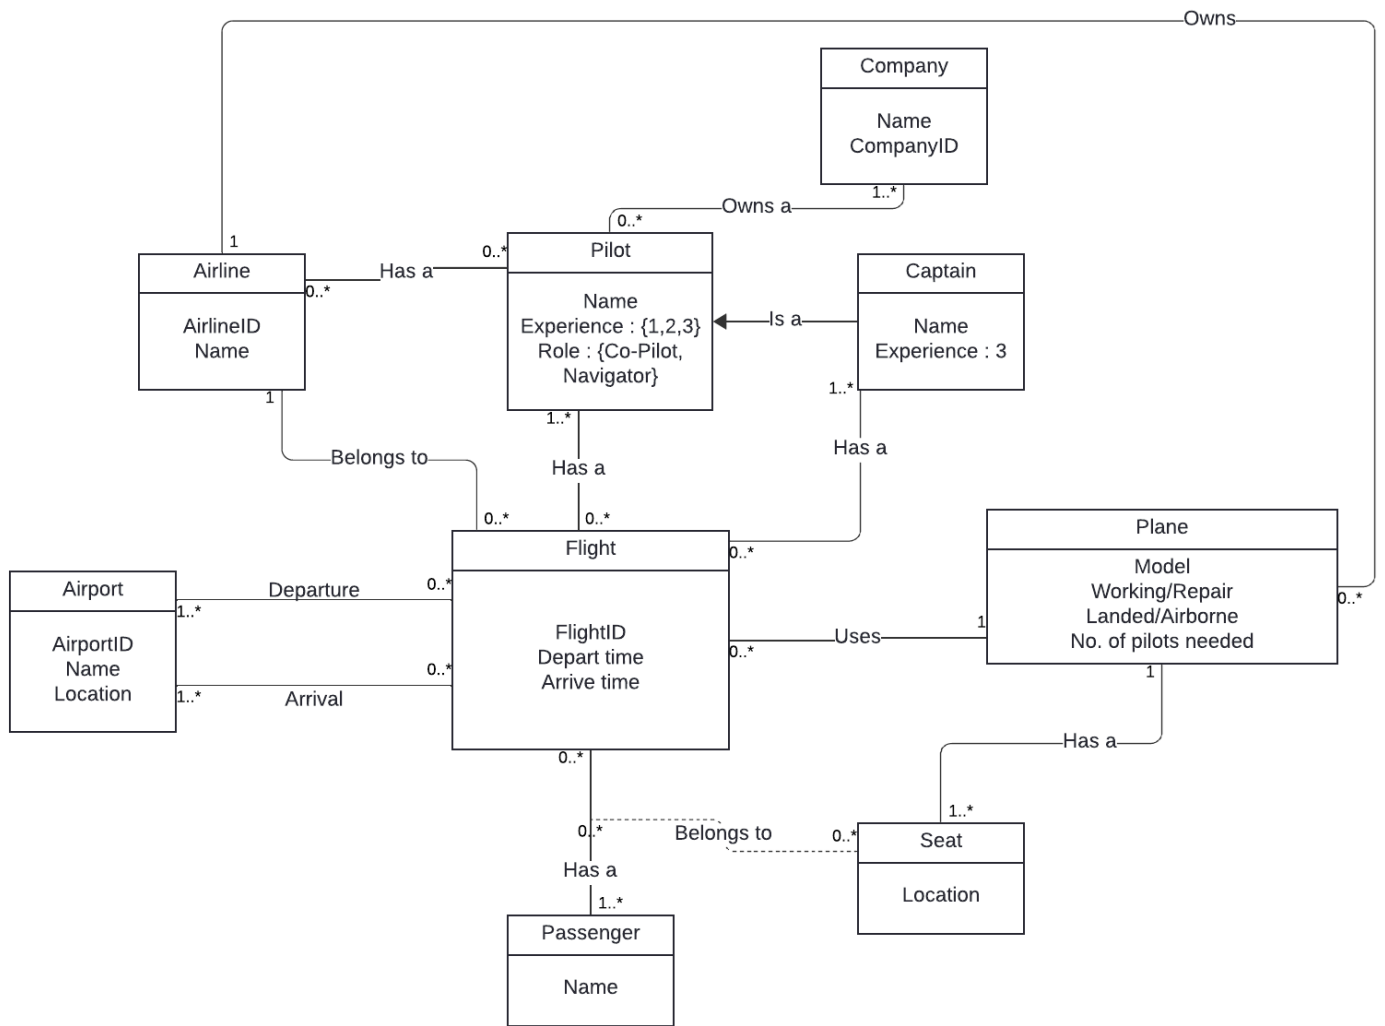 Owns
Company
Name
CompanyID
1..*
Owns a
0..*
1
Airline
AirlineID
Name
0..*
Has a
0..*
Pilot
Name
Experience : {1,2,3}
Role : {Co-Pilot,
Navigator}
Is a
Captain
Name
Experience : 3
1
Belongs to
0..*
1..*
Has a
0..*
1..*
Has a
0..*
Airport
AirportID
Name
Location
1..*
Departure
0..*
1..*
Arrival
0..*
Flight
FlightID
Depart time
Arrive time
0..*
Uses
1
Plane
Model
Working/Repair
Landed/Airborne
No. of pilots needed
0..*
1
Has a
1..*
0..*
0..*
Belongs to
0..*
Has a
1..*
Seat
Location
Passenger
Name